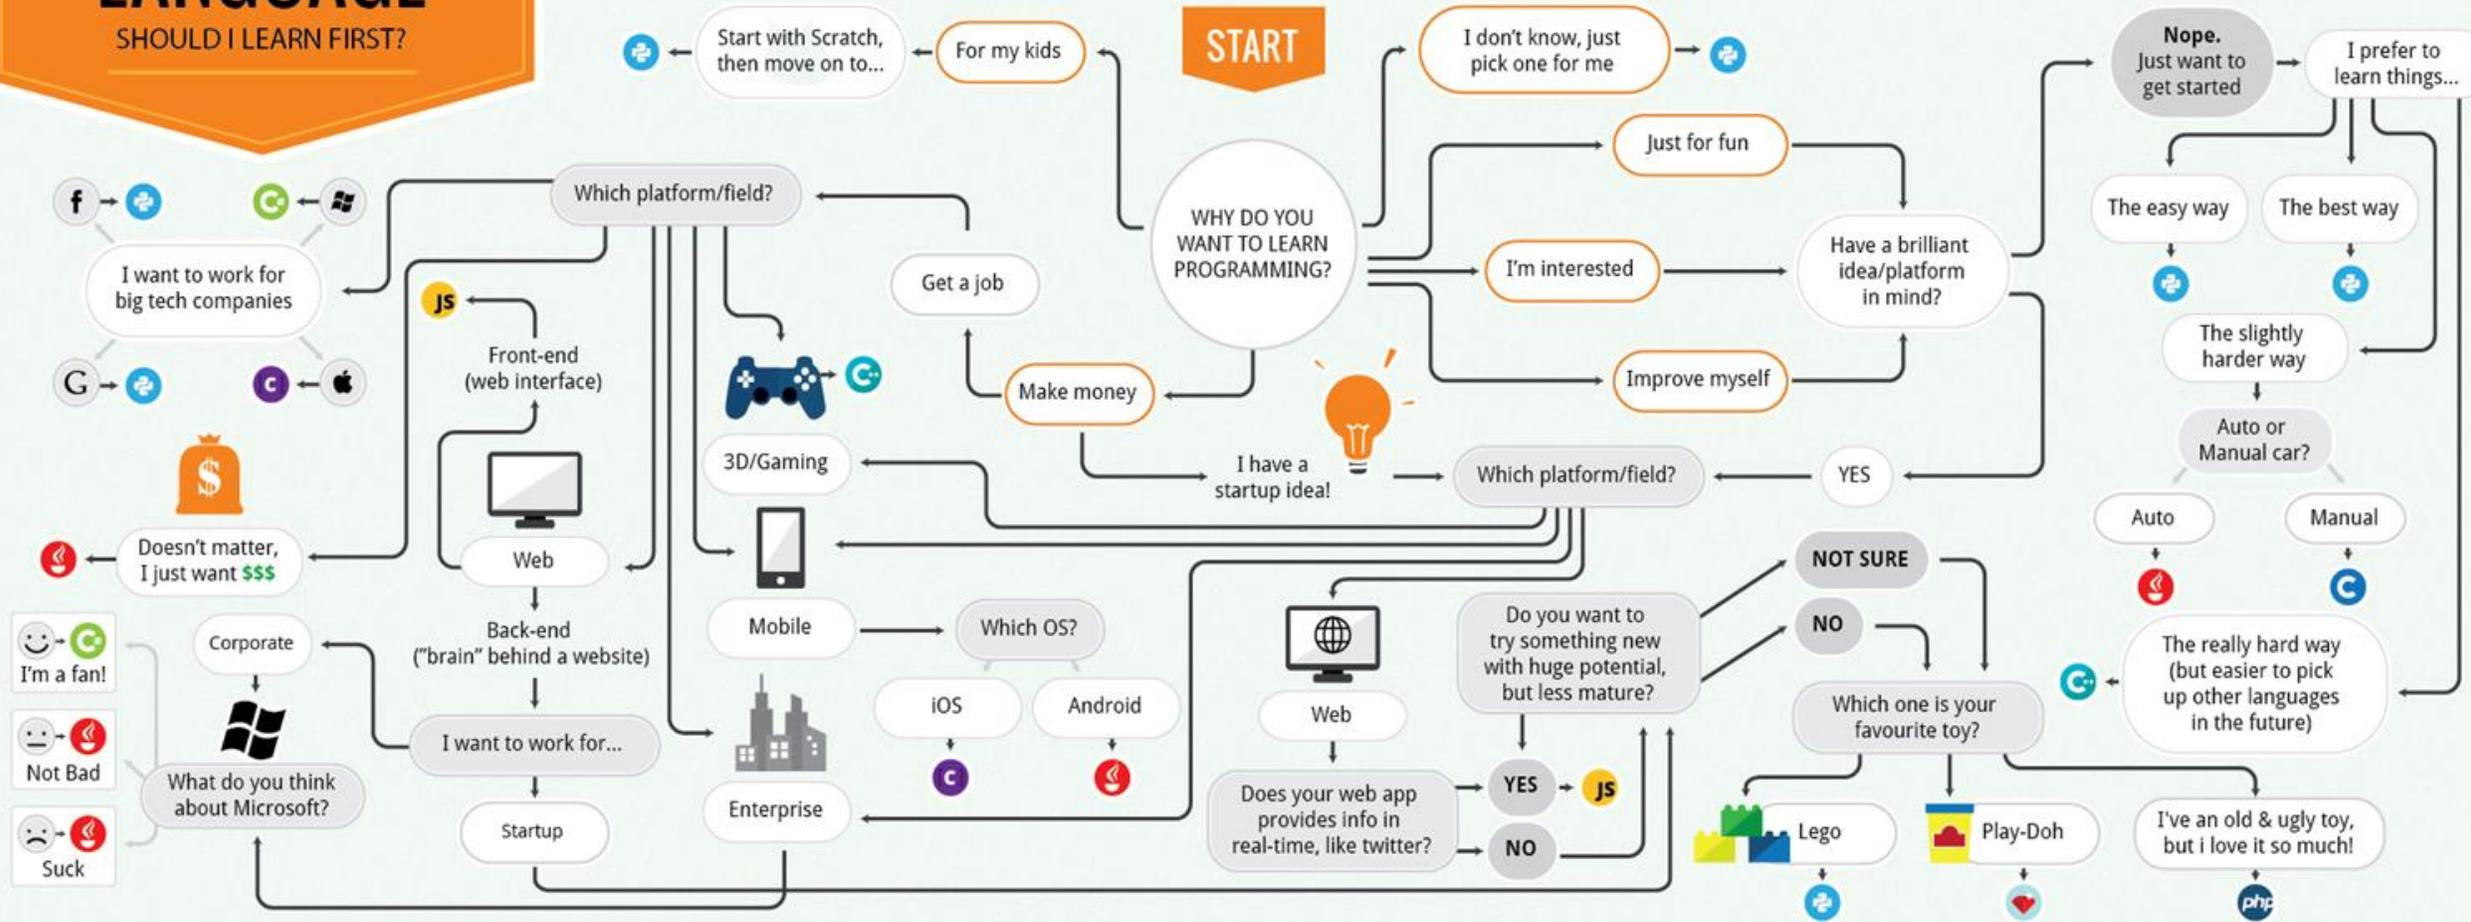 LANGUAGE
SHOULD I LEARN FIRST?
START
WHY DO YOU
WANT TO LEARN
PROGRAMMING?
For my kids
Start with Scratch,
then move on to...
I don't know, just
pick one for me
Just for fun
I'm interested
Improve myself
Have a brilliant
idea/platform
in mind?
Nope.
Just want to
get started
I prefer to
learn things...
The easy way
The best way
The slightly
harder way
Auto or
Manual car?
Auto
Manual
C
The really hard way
(but easier to pick
up other languages
in the future)
C++
YES
Which platform/field?
Make money
Get a job
I have a
startup idea!
Which platform/field?
f
C#
I want to work for
big tech companies
G
C
JS
Front-end
(web interface)
$
Doesn't matter,
I just want $$$
Web
Back-end
("brain" behind a website)
I want to work for...
Corporate
Startup
What do you think
about Microsoft?
C#
I'm a fan!
Not Bad
Suck
C++
3D/Gaming
Mobile
Which OS?
iOS
Android
C
Enterprise
Web
Does your web app
provides info in
real-time, like twitter?
YES
JS
NO
Do you want to
try something new
with huge potential,
but less mature?
NOT SURE
NO
Which one is your
favourite toy?
Lego
Play-Doh
I've an old & ugly toy,
but i love it so much!
php